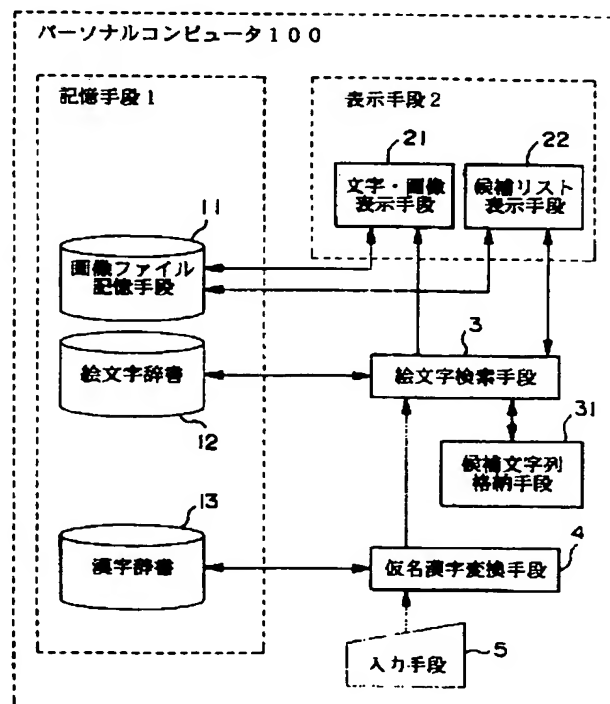 パーソナルコンピュータ100
記憶手段1
表示手段2
21
22
文字・画像
表示手段
候補リスト
表示手段
11
画像ファイル
記憶手段
3
絵文字検索手段
絵文字辞書
12
31
候補文字列
格納手段
13
漢字辞書
4
仮名漢字変換手段
5
入力手段